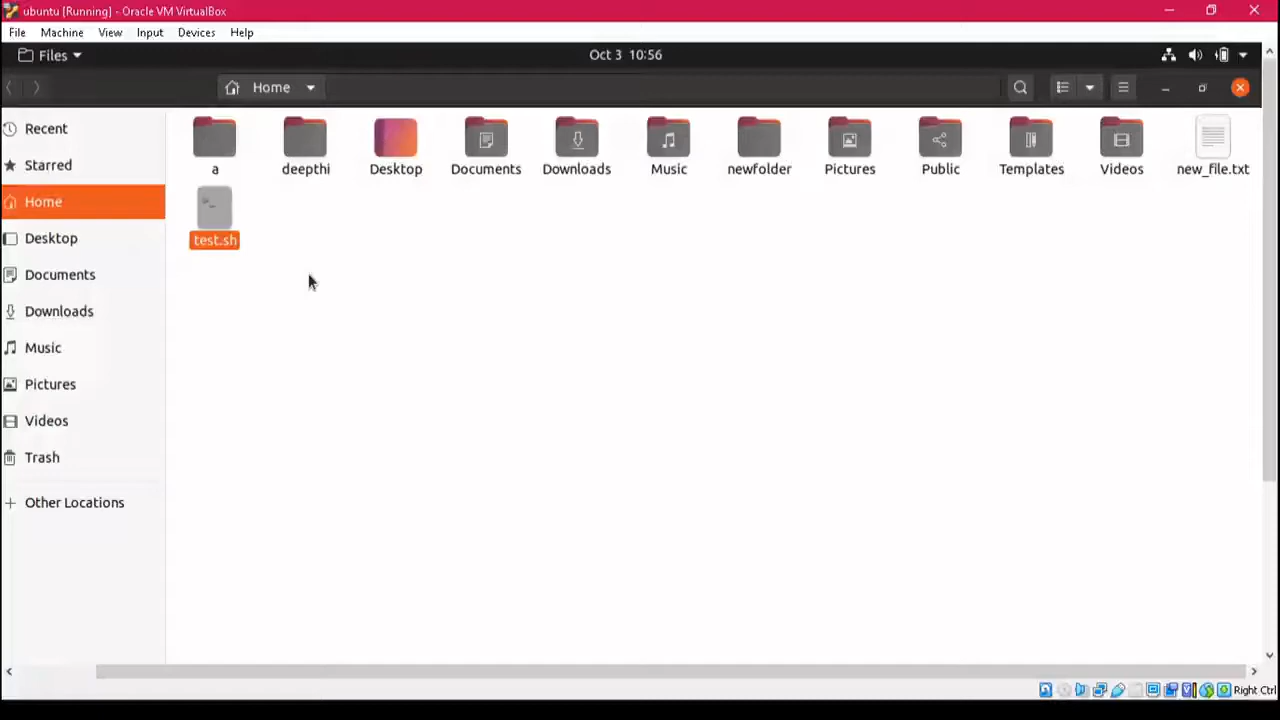 ubuntu [Running] - Oracle VM VirtualBox
File Machine View Input Devices Help
Files Oct 3 10:56
Home
Recent
Starred
Home
Desktop
Documents
Downloads
Music
Pictures
Videos
Trash
Other Locations
a deepthi Desktop Documents Downloads Music newfolder Pictures Public Templates Videos new_file.txt
test.sh
Right Ctrl